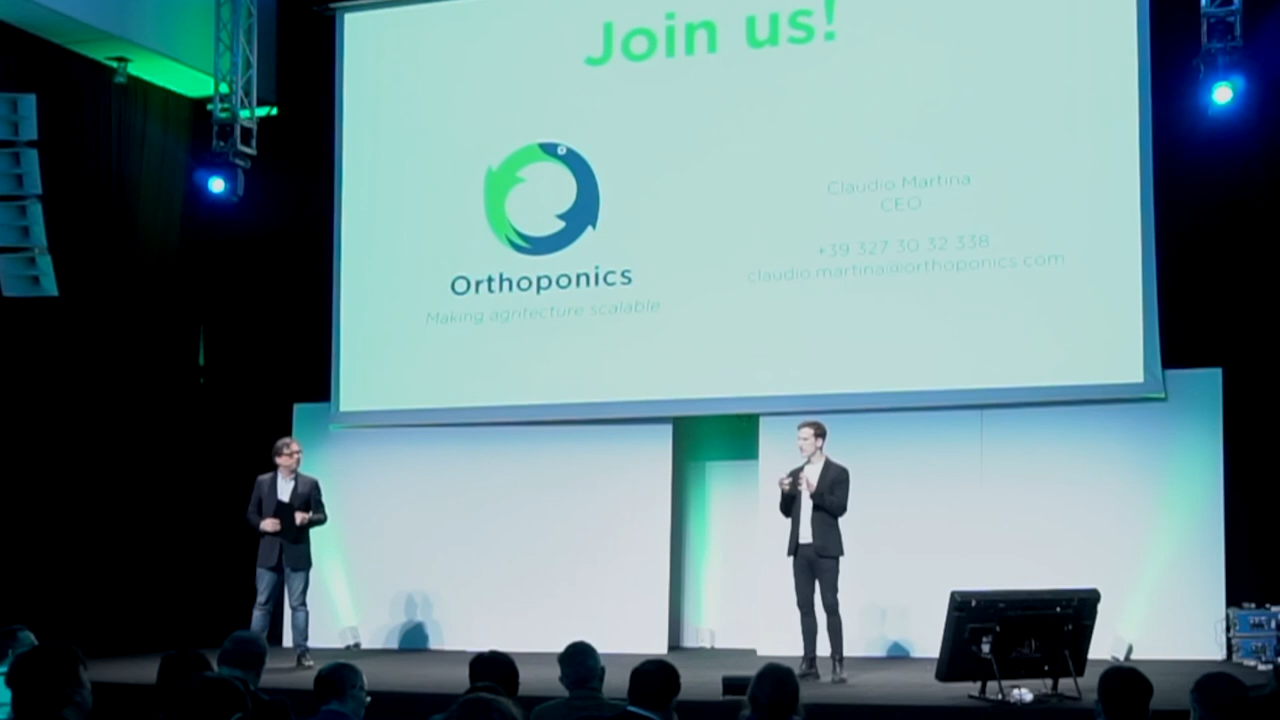 Join us!
Orthoponics
Making agritecture scalable
Claudio Martina
CEO
+39 327 30 32 338
claudio.martina@orthoponics.com